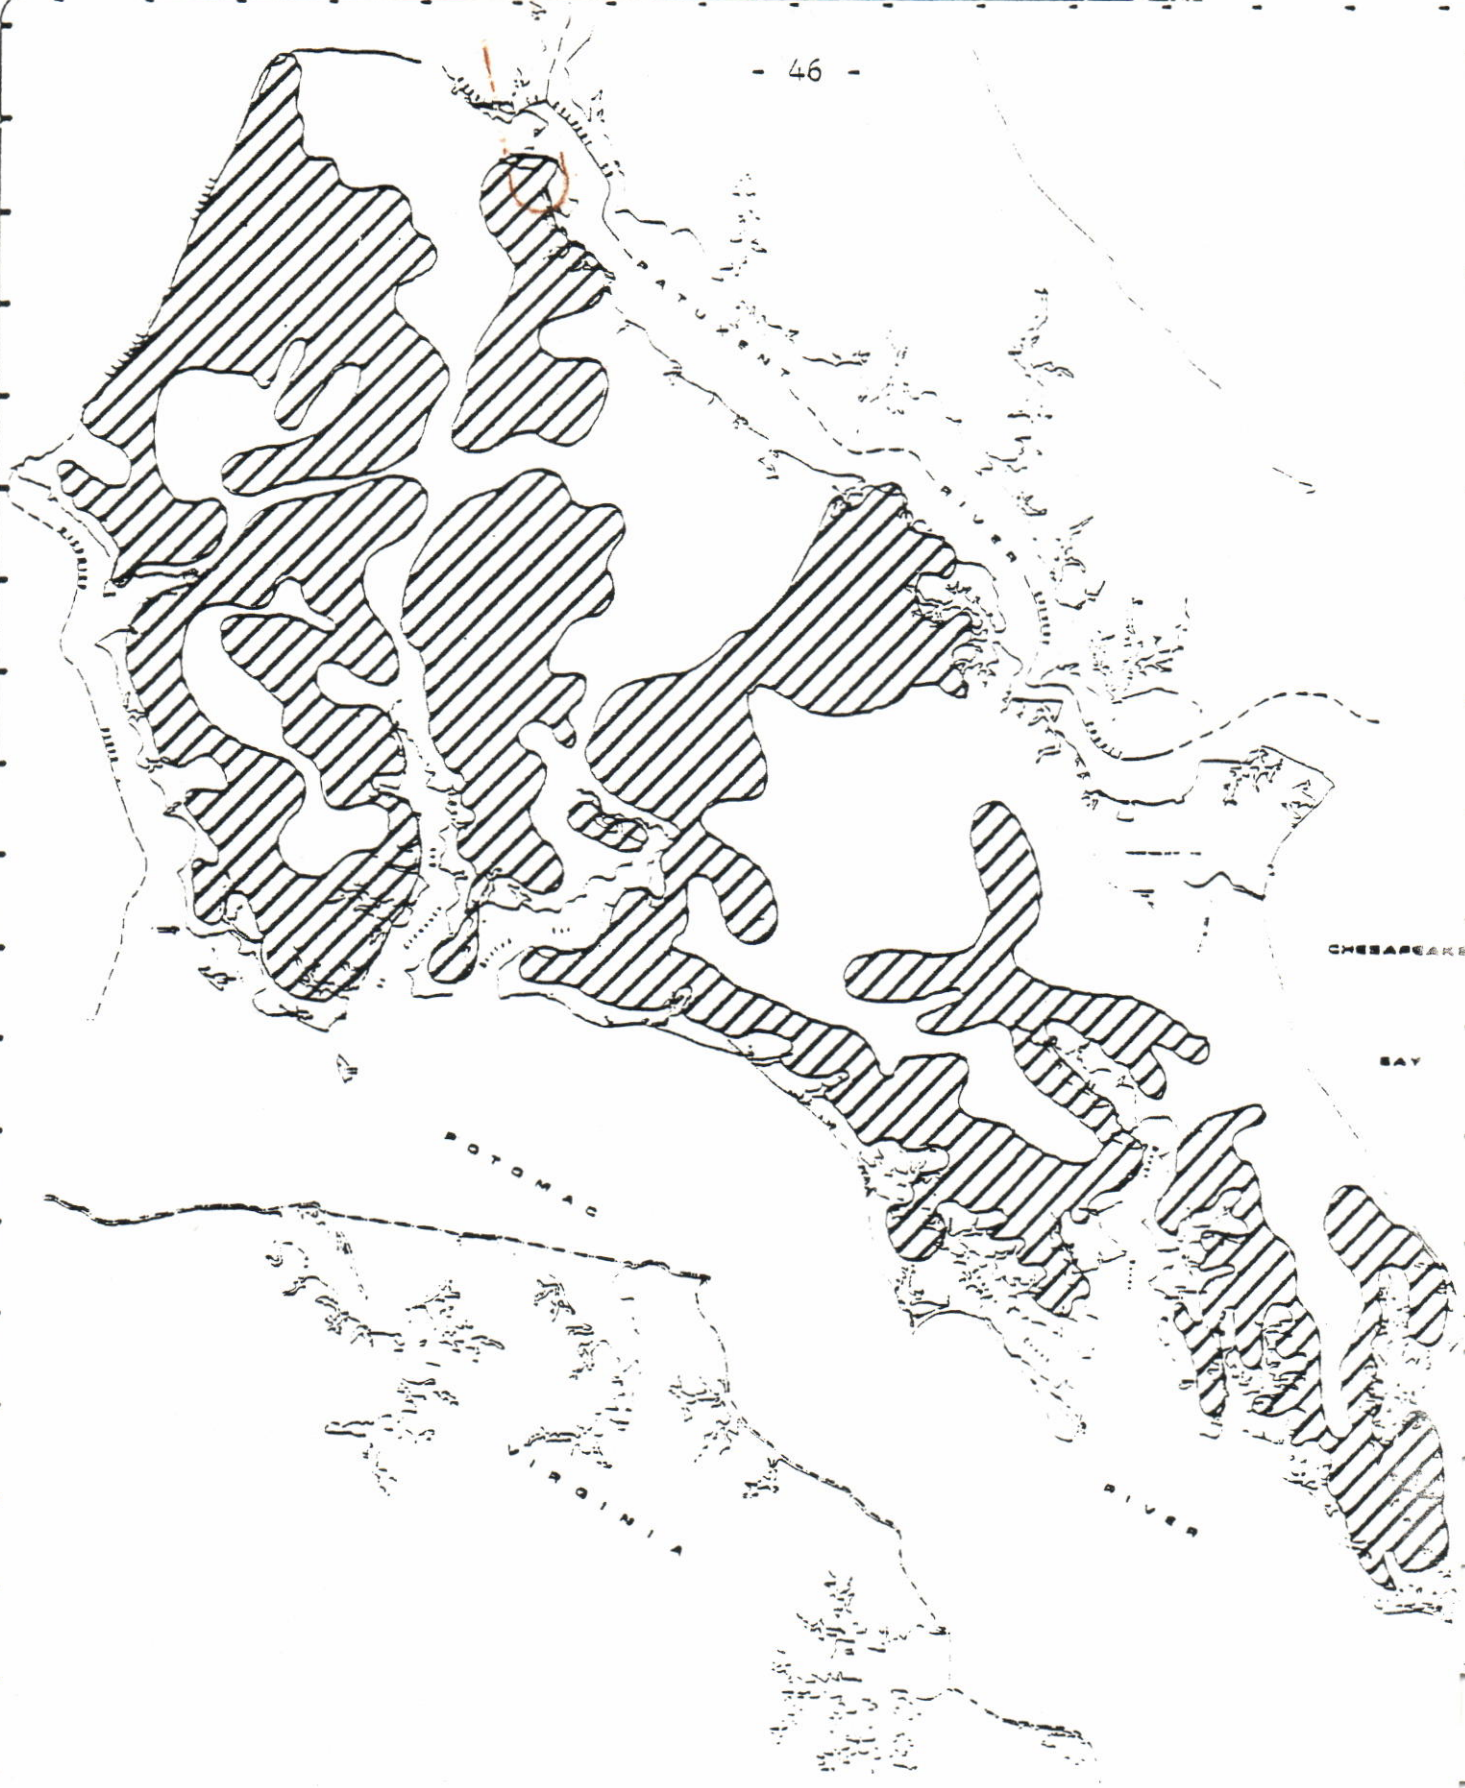 - 46 -
PATUXENT
RIVER
CHESAPEAKE
BAY
POTOMAC
RIVER
VIRGINIA